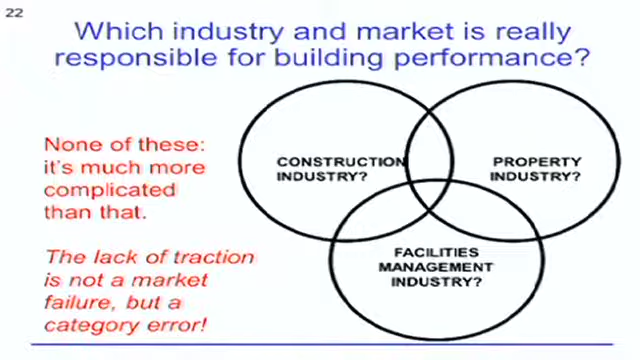 22
Which industry and market is really
responsible for building performance?
None of these:
it's much more
complicated
than that.
The lack of traction
is not a market
failure, but a
category error!
CONSTRUCTION
INDUSTRY?
PROPERTY
INDUSTRY?
FACILITIES
MANAGEMENT
INDUSTRY?